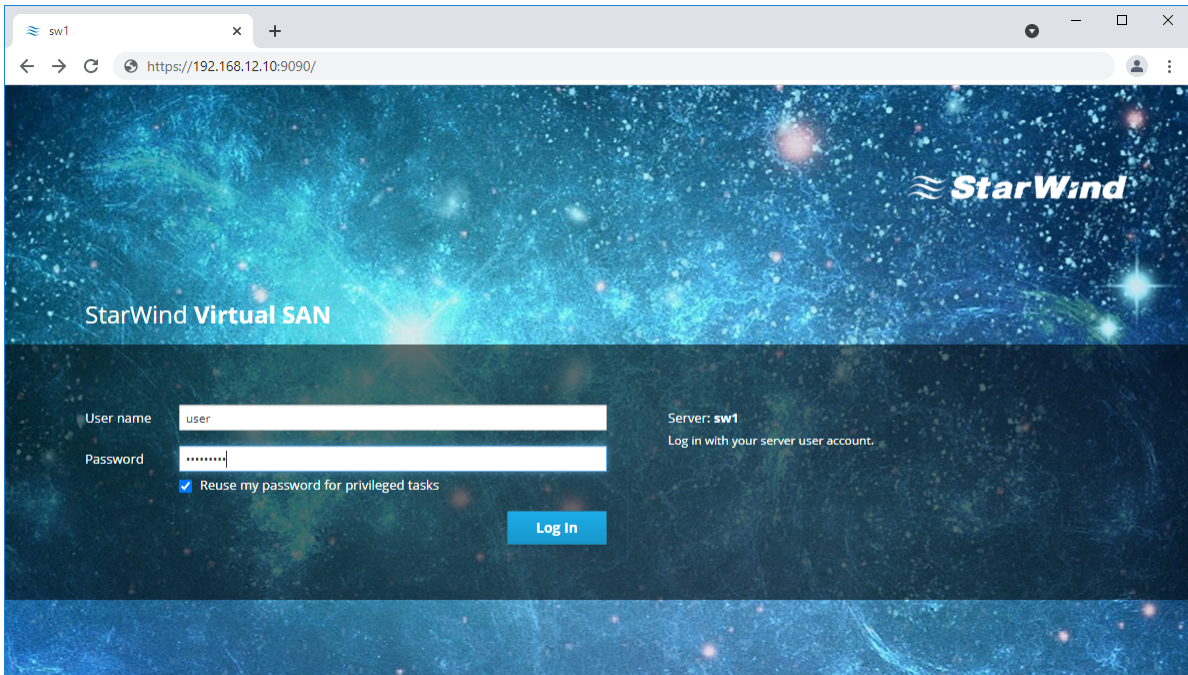 sw1
https://192.168.12.10:9090/
StarWind
StarWind Virtual SAN
User name
user
Server: sw1
Log in with your server user account.
Password
•••••••••
Reuse my password for privileged tasks
Log In